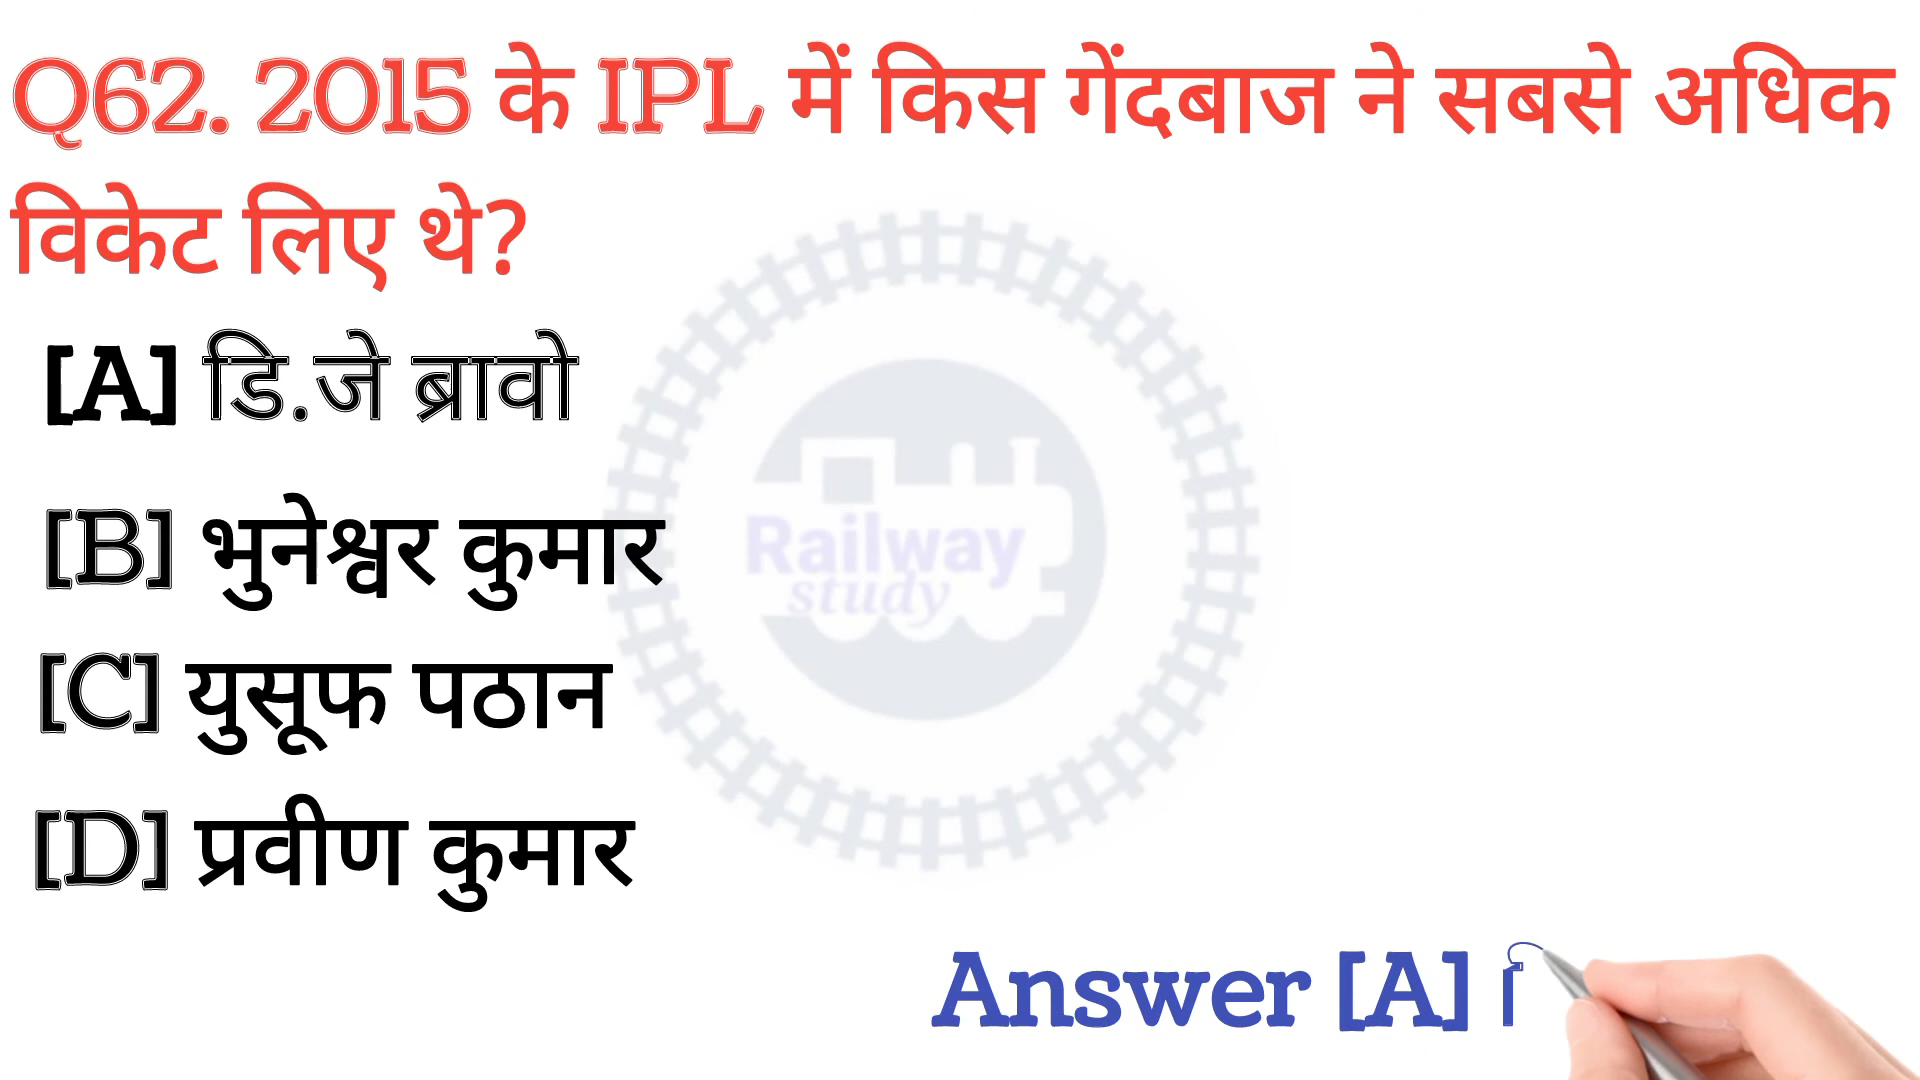 Q62. 2015 के IPL में किस गेंदबाज ने सबसे अधिक
विकेट लिए थे?
[A] डि.जे ब्रावो
[B] भुनेश्वर कुमार
[C] युसूफ पठान
[D] प्रवीण कुमार
Railway
study
Answer [A]